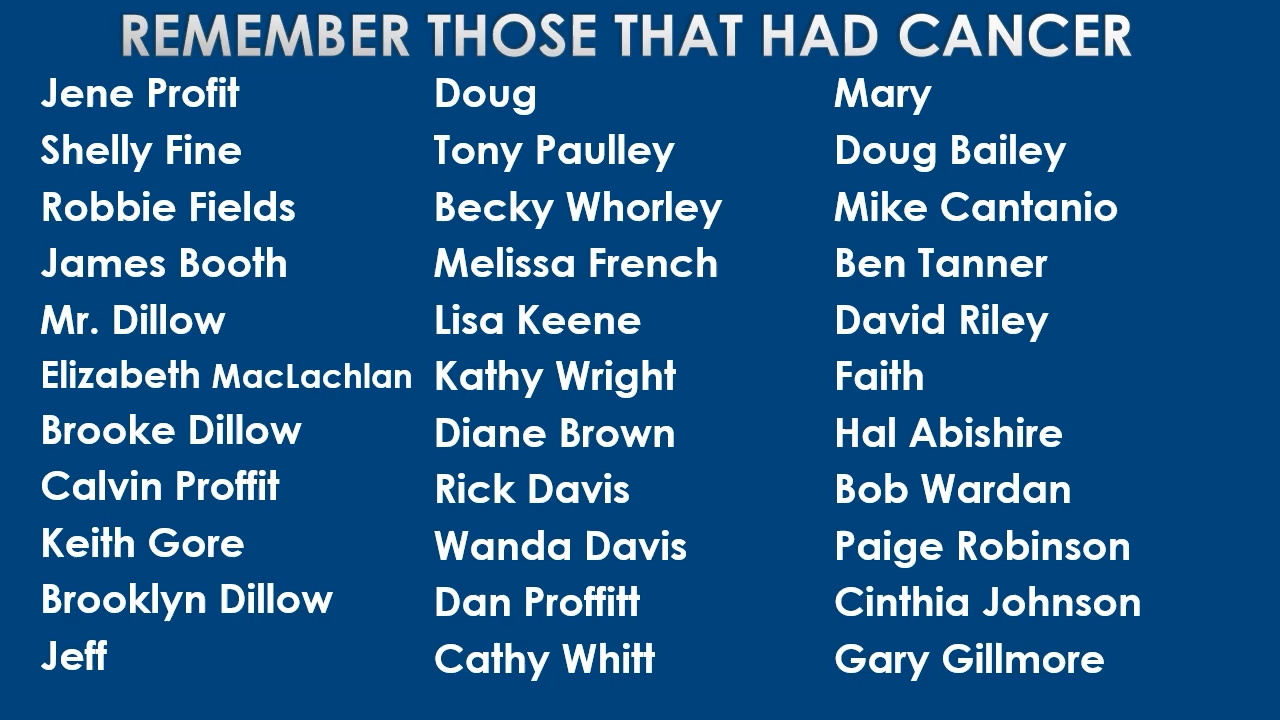 REMEMBER THOSE THAT HAD CANCER
Jene Profit
Shelly Fine
Robbie Fields
James Booth
Mr. Dillow
Elizabeth MacLachlan
Brooke Dillow
Calvin Proffit
Keith Gore
Brooklyn Dillow
Jeff
Doug
Tony Paulley
Becky Whorley
Melissa French
Lisa Keene
Kathy Wright
Diane Brown
Rick Davis
Wanda Davis
Dan Proffitt
Cathy Whitt
Mary
Doug Bailey
Mike Cantanio
Ben Tanner
David Riley
Faith
Hal Abishire
Bob Wardan
Paige Robinson
Cinthia Johnson
Gary Gillmore